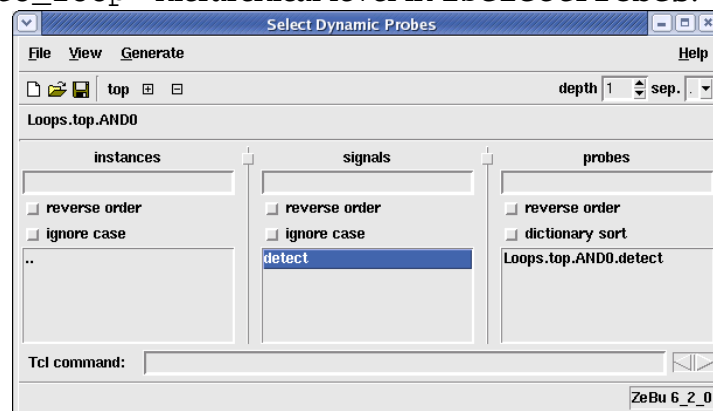 Select Dynamic Probes
File View Generate Help
top depth 1 sep. .
Loops.top.AND0
instances signals probes
reverse order reverse order reverse order
ignore case ignore case dictionary sort
.. detect Loops.top.AND0.detect
Tcl command:
ZeBu 6_2_0